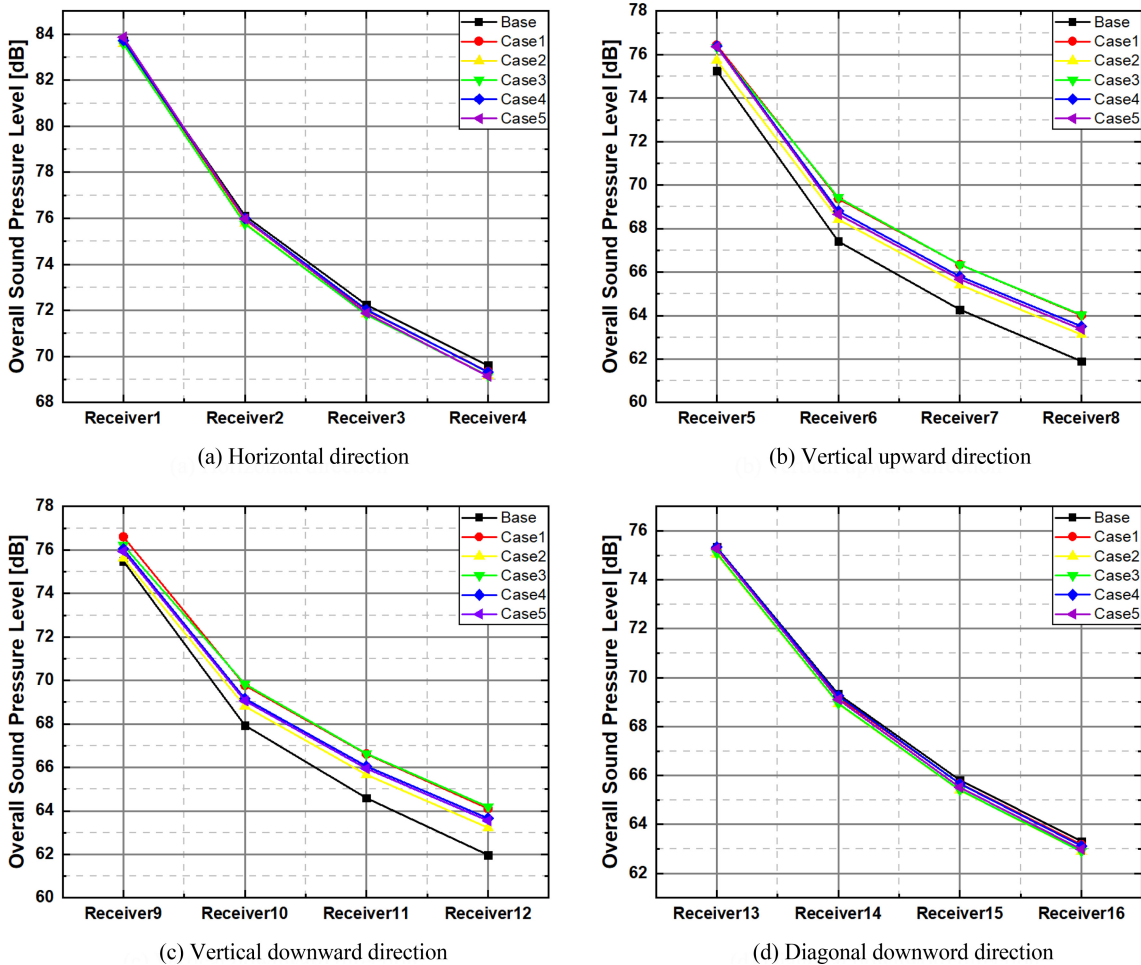 Overall Sound Pressure Level [dB]
84
82
80
78
76
74
72
70
68
Base
Case1
Case2
Case3
Case4
Case5
Receiver1 Receiver2 Receiver3 Receiver4
(a) Horizontal direction
Overall Sound Pressure Level [dB]
78
76
74
72
70
68
66
64
62
60
Base
Case1
Case2
Case3
Case4
Case5
Receiver5 Receiver6 Receiver7 Receiver8
(b) Vertical upward direction
Overall Sound Pressure Level [dB]
78
76
74
72
70
68
66
64
62
60
Base
Case1
Case2
Case3
Case4
Case5
Receiver9 Receiver10 Receiver11 Receiver12
(c) Vertical downward direction
Overall Sound Pressure Level [dB]
76
74
72
70
68
66
64
62
Base
Case1
Case2
Case3
Case4
Case5
Receiver13 Receiver14 Receiver15 Receiver16
(d) Diagonal downword direction